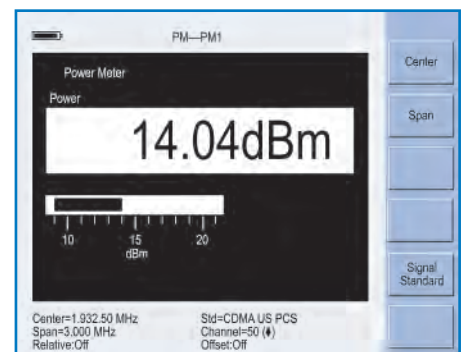 PM—PM1
Power Meter
Power
14.04dBm
10 15 20
dBm
Center=1.932.50 MHz
Span=3.000 MHz
Relative:Off
Std=CDMA US PCS
Channel=50 (⧫)
Offset:Off
Center
Span
Signal
Standard